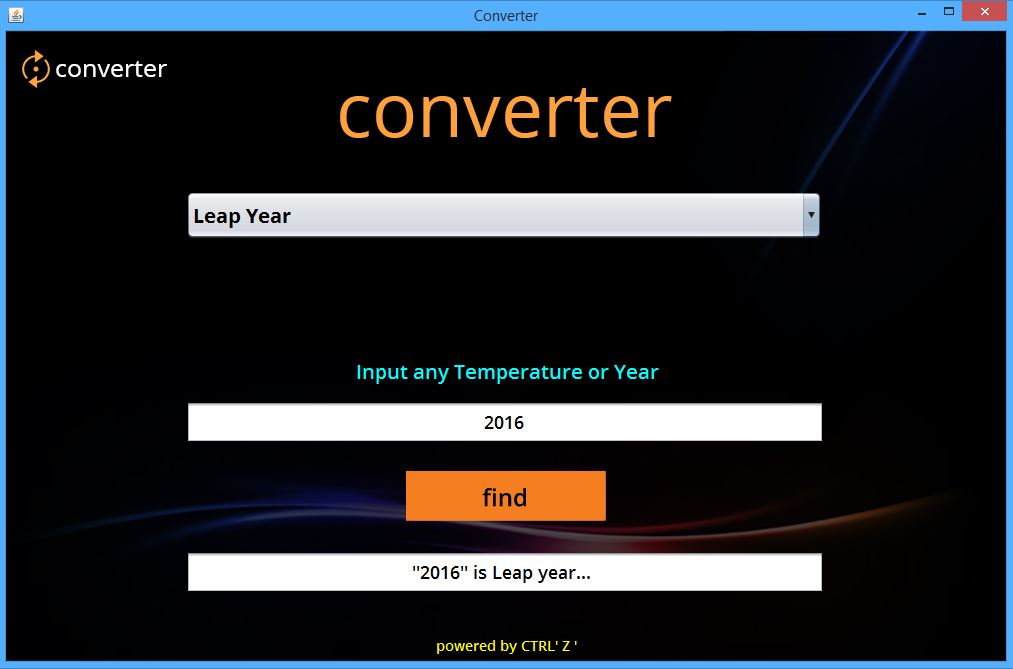 Converter
converter
converter
Leap Year
Input any Temperature or Year
2016
find
"2016" is Leap year...
powered by CTRL' Z '